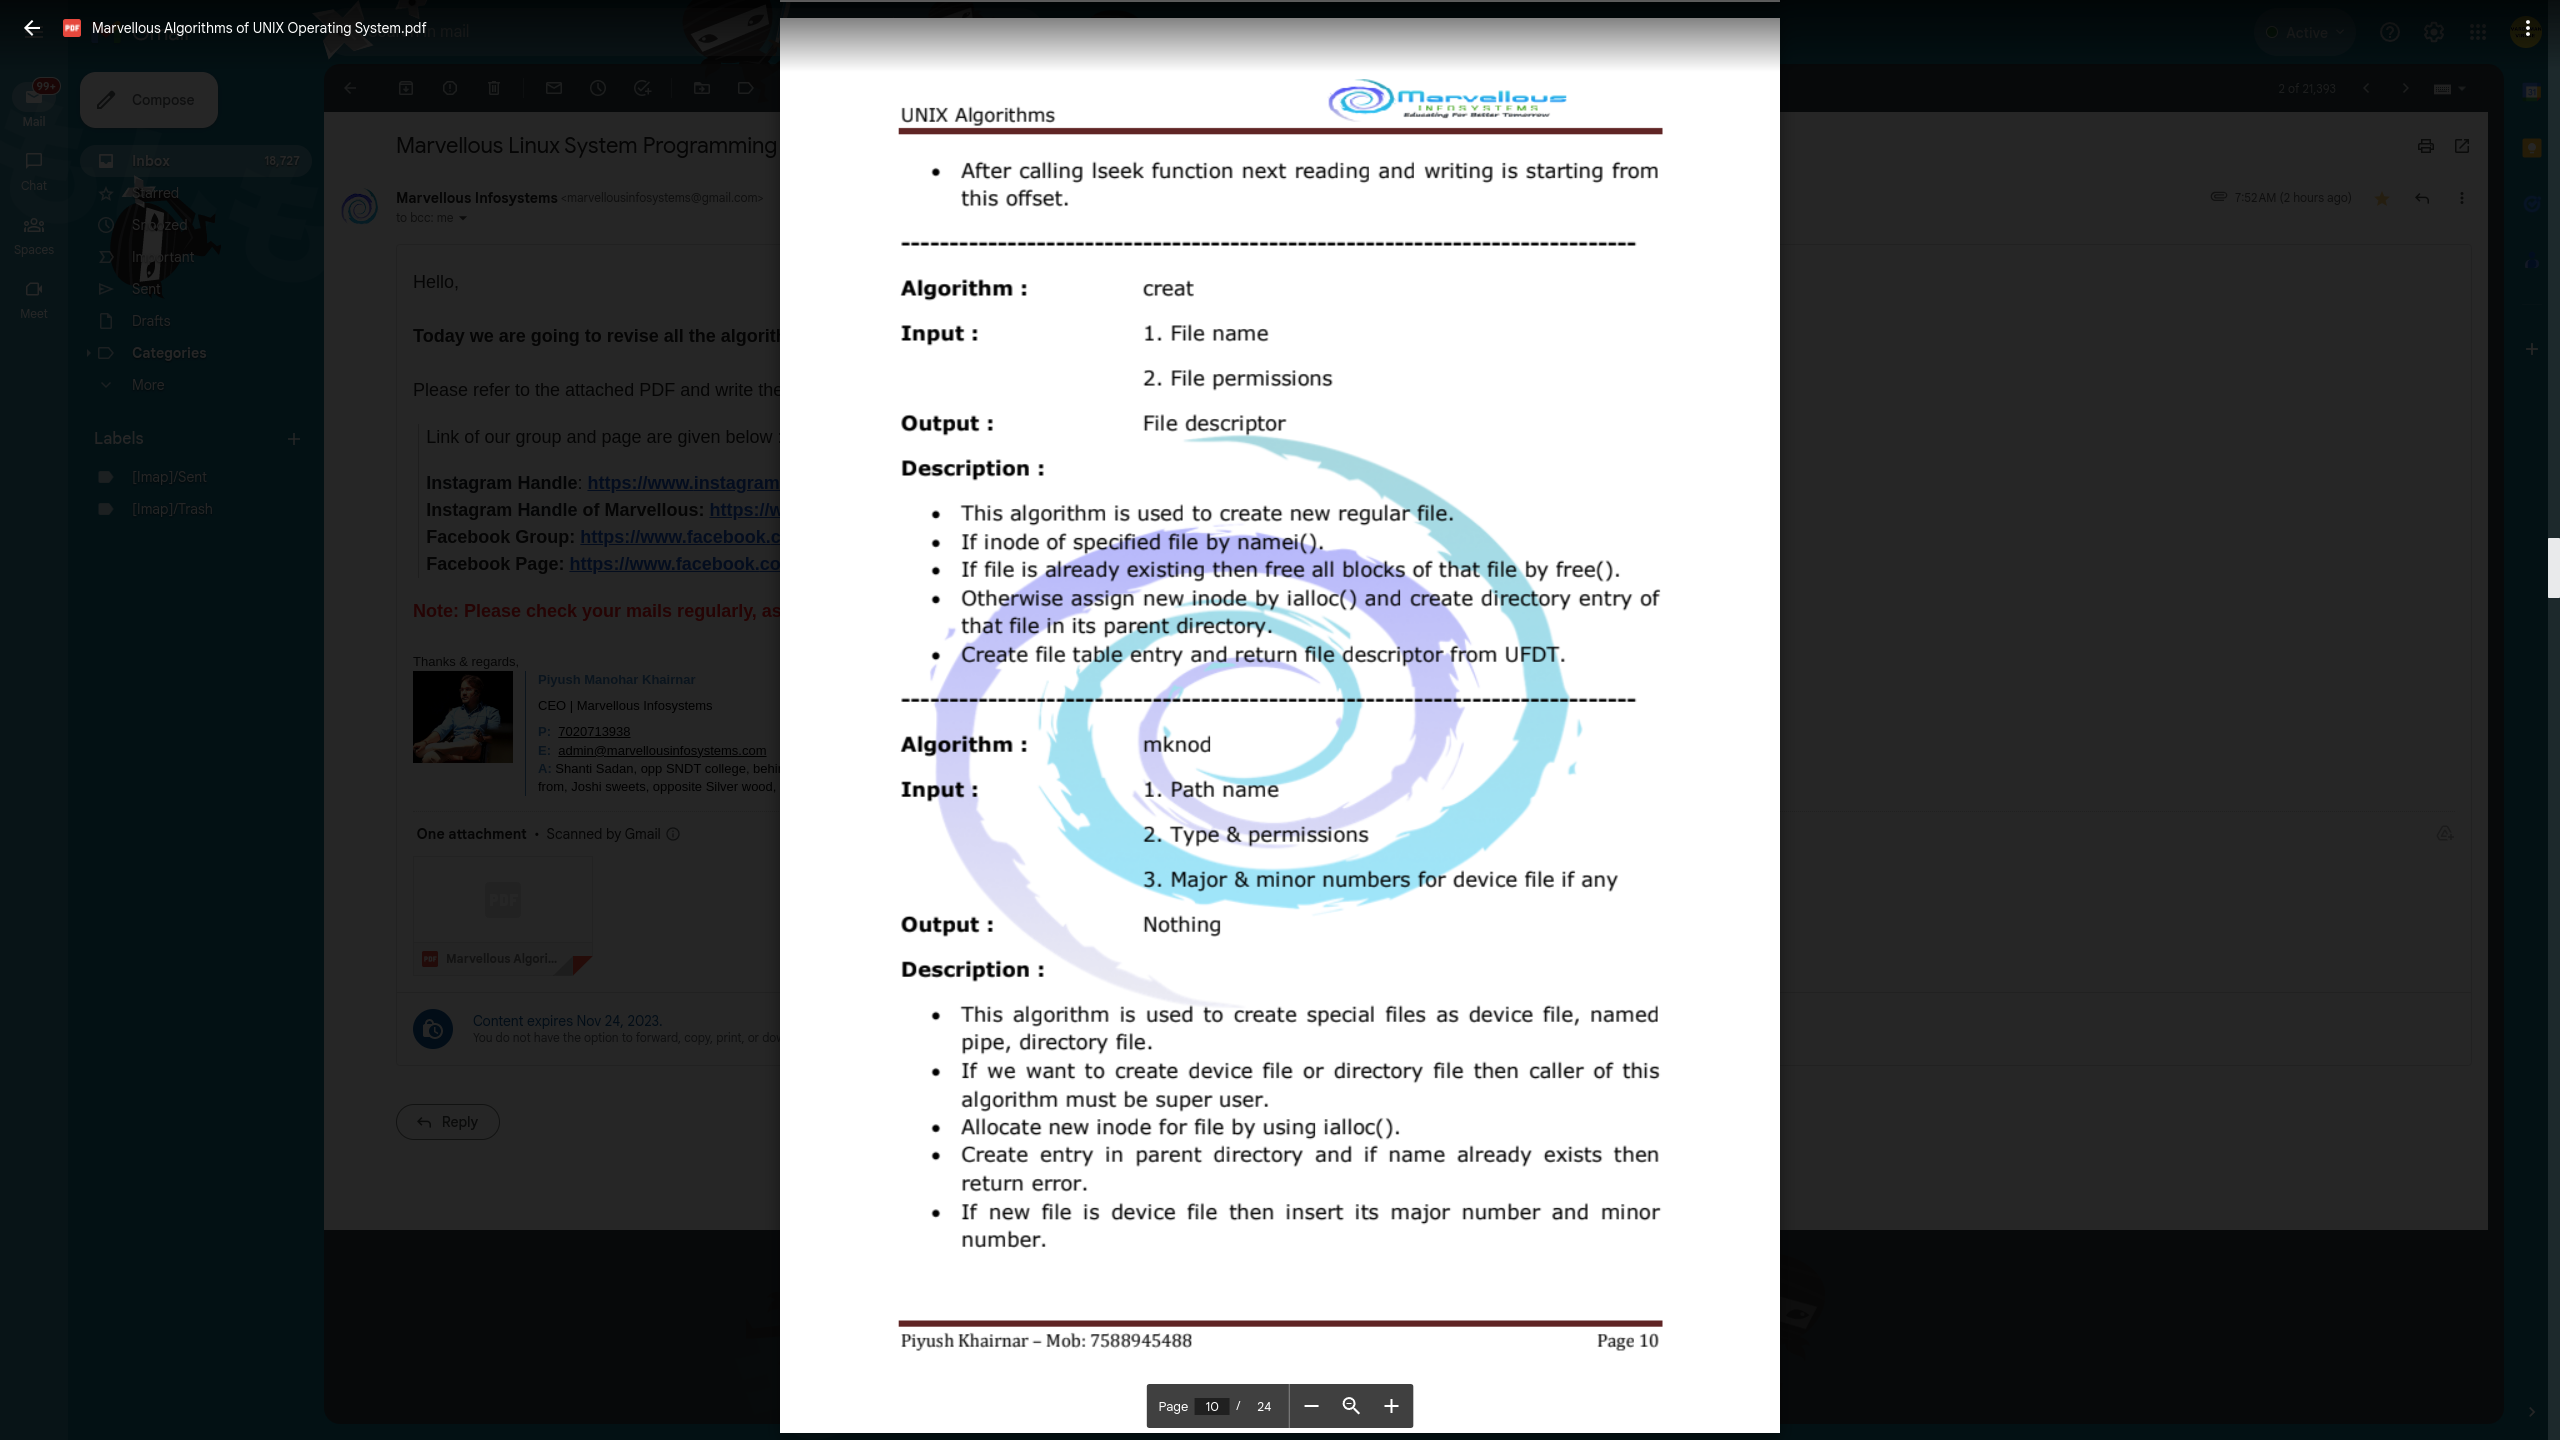 Marvellous Algorithms of UNIX Operating System.pdf
in mail
Active
99+
Mail
Chat
Spaces
Meet
Compose
Inbox 18,727
Starred
Snoozed
Important
Sent
Drafts
Categories
More
Labels
[Imap]/Sent
[Imap]/Trash
2 of 21,393
Marvellous Linux System Programming
Marvellous Infosystems <marvellousinfosystems@gmail.com>
to bcc: me
7:52 AM (2 hours ago)
Hello,
Today we are going to revise all the
Please refer to the attached PDF and write
Link of our group and page are given below
Instagram Handle: https://www.instagram
Instagram Handle of Marvellous: https://w
Facebook Group: https://www.facebook.c
Facebook Page: https://www.facebook.co
Note: Please check your mails regularly, as
Thanks & regards,
Piyush Manohar Khairnar
CEO | Marvellous Infosystems
P: 7020713938
E: admin@marvellousinfosystems.com
A: Shanti Sadan, opp SNDT college, behi
from, Joshi sweets, opposite Silver wood,
One attachment • Scanned by Gmail
PDF
PDF Marvellous Algori...
Content expires Nov 24, 2023.
You do not have the option to forward, copy, print, or dow
Reply
UNIX Algorithms
Marvellous
INFOSYSTEMS
Educating For Better Tomorrow
• After calling lseek function next reading and writing is starting from
this offset.
Algorithm : creat
Input : 1. File name
2. File permissions
Output : File descriptor
Description :
• This algorithm is used to create new regular file.
• If inode of specified file by namei().
• If file is already existing then free all blocks of that file by free().
• Otherwise assign new inode by ialloc() and create directory entry of
that file in its parent directory.
• Create file table entry and return file descriptor from UFDT.
Algorithm : mknod
Input : 1. Path name
2. Type & permissions
3. Major & minor numbers for device file if any
Output : Nothing
Description :
• This algorithm is used to create special files as device file, named
pipe, directory file.
• If we want to create device file or directory file then caller of this
algorithm must be super user.
• Allocate new inode for file by using ialloc().
• Create entry in parent directory and if name already exists then
return error.
• If new file is device file then insert its major number and minor
number.
Piyush Khairnar – Mob: 7588945488 Page 10
Page 10 / 24